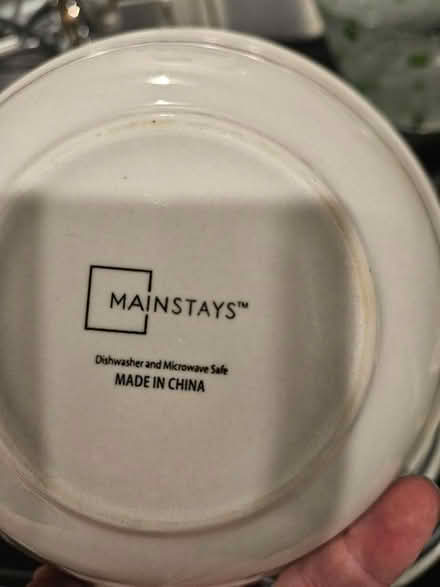 MAINSTAYS™
Dishwasher and Microwave Safe
MADE IN CHINA